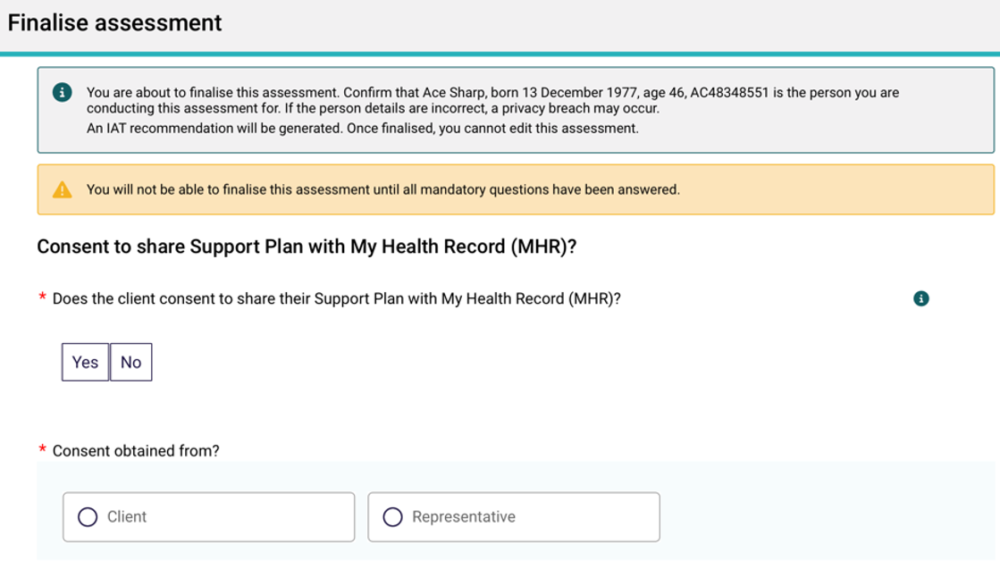 Finalise assessment
You are about to finalise this assessment. Confirm that Ace Sharp, born 13 December 1977, age 46, AC48348551 is the person you are
conducting this assessment for. If the person details are incorrect, a privacy breach may occur.
An IAT recommendation will be generated. Once finalised, you cannot edit this assessment.
You will not be able to finalise this assessment until all mandatory questions have been answered.
Consent to share Support Plan with My Health Record (MHR)?
* Does the client consent to share their Support Plan with My Health Record (MHR)?
Yes No
* Consent obtained from?
Client Representative